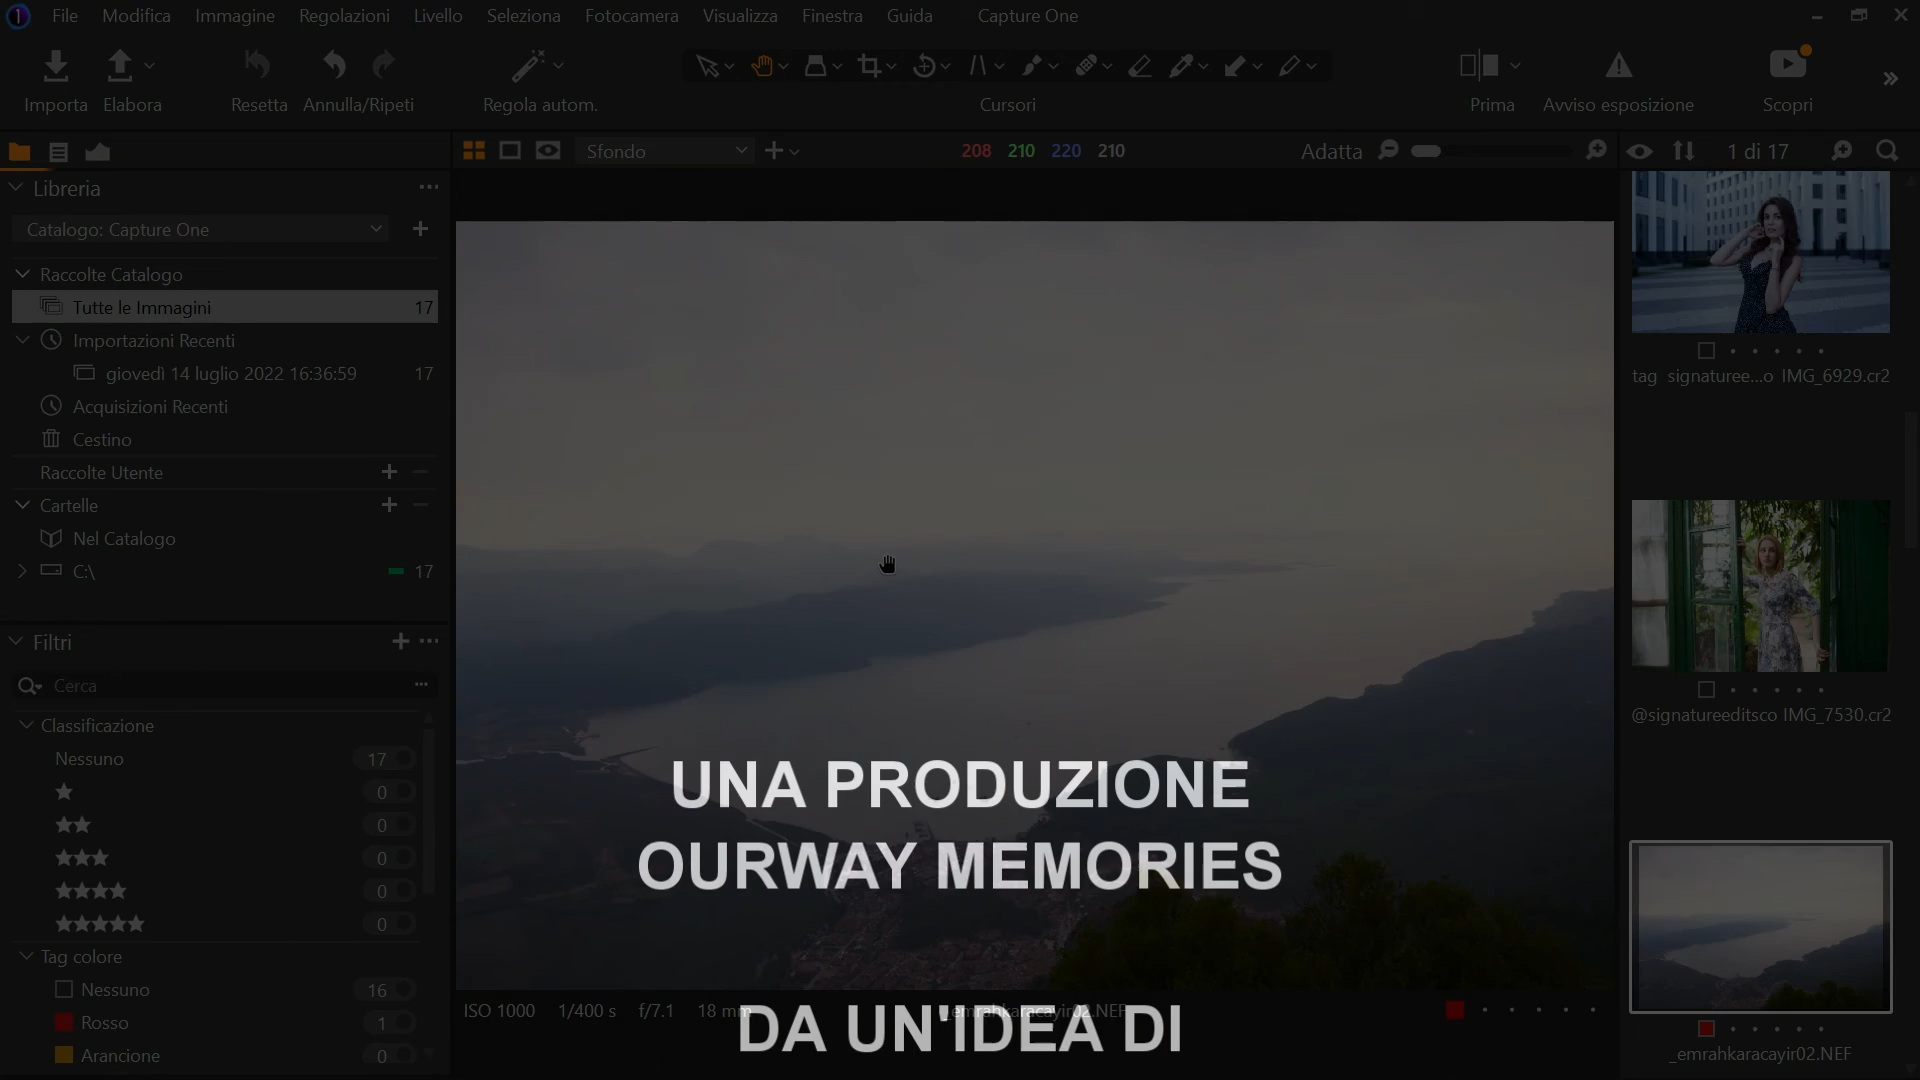 File Modifica Immagine Regolazioni Livello Seleziona Fotocamera Visualizza Finestra Guida Capture One
Importa Elabora Resetta Annulla/Ripeti Regola autom. Cursori Prima Avviso esposizione Scopri
Sfondo 208 210 220 210 Adatta 1 di 17
Libreria
Catalogo: Capture One
Raccolte Catalogo
Tutte le Immagini 17
Importazioni Recenti
giovedì 14 luglio 2022 16:36:59 17
Acquisizioni Recenti
Cestino
Raccolte Utente
Cartelle
Nel Catalogo
C:\ 17
Filtri
Cerca
Classificazione
Nessuno 17
0
0
0
0
0
Tag colore
Nessuno 16
Rosso 1
Arancione 0
UNA PRODUZIONE
OURWAY MEMORIES
DA UN'IDEA DI
ISO 1000 1/400 s f/7.1 18 mm _emrahkaracayir02.NEF
tag signaturee...o IMG_6929.cr2
@signatureeditsco IMG_7530.cr2
_emrahkaracayir02.NEF